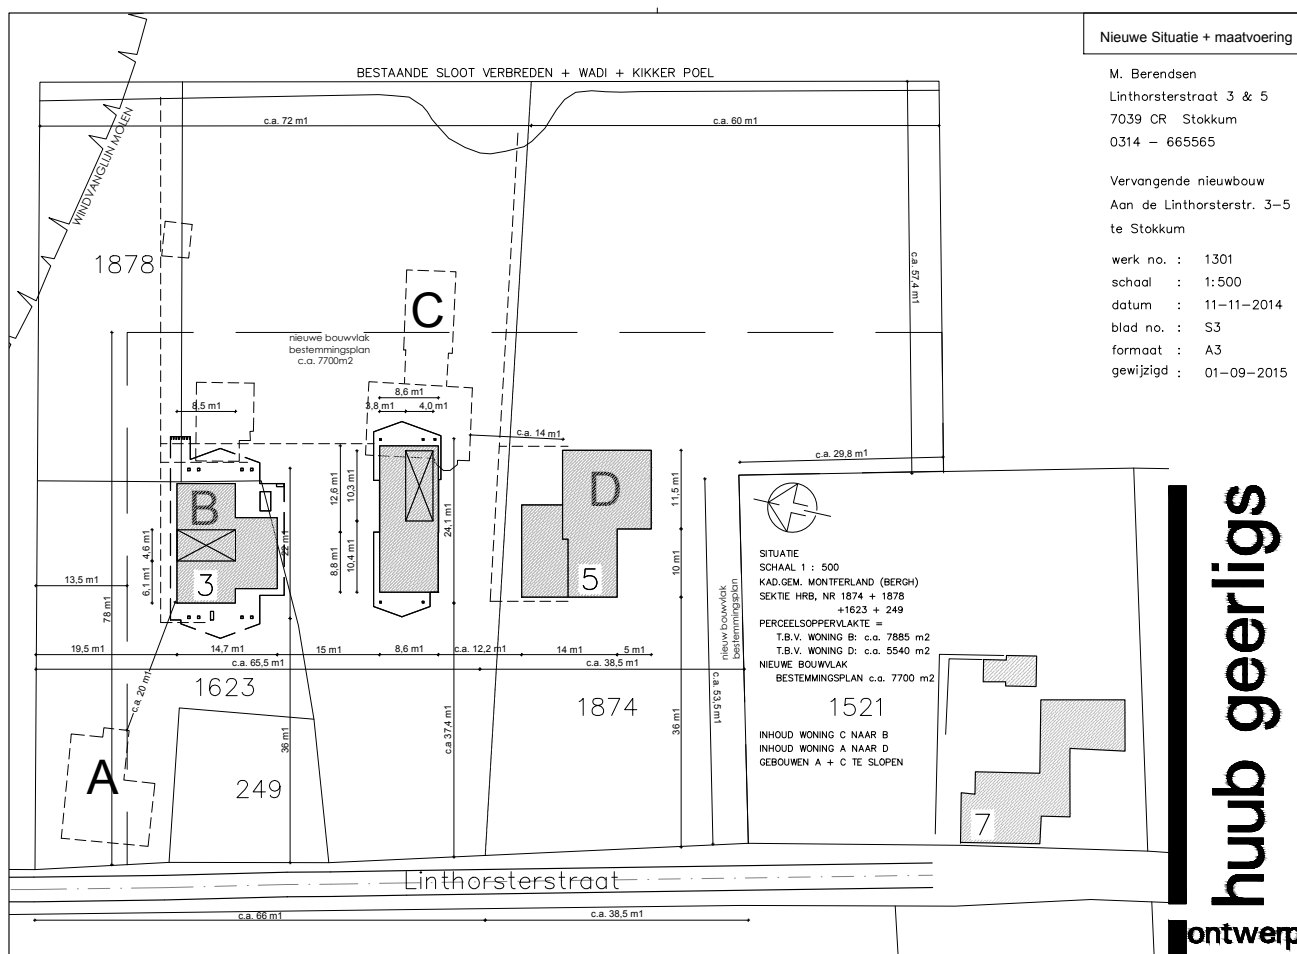 Nieuwe Situatie + maatvoering
M. Berendsen
Linthorsterstraat 3 & 5
7039 CR Stokkum
0314 – 665565
Vervangende nieuwbouw
Aan de Linthorsterstr. 3–5
te Stokkum
werk no. : 1301
schaal : 1:500
datum : 11–11–2014
blad no. : S3
formaat : A3
gewijzigd : 01–09–2015
BESTAANDE SLOOT VERBREDEN + WADI + KIKKER POEL
c.a. 72 m1
c.a. 60 m1
WINDVANGLIJN MOLEN
1878
c.a. 57,4 m1
C
nieuwe bouwvlak
bestemmingsplan
c.a. 7700m2
8,6 m1
8,5 m1
3,8 m1
4,0 m1
c.a. 14 m1
c.a. 29,8 m1
B
D
12,6 m1
10,3 m1
11,5 m1
24,1 m1
22 m1
4,6 m1
6,1 m1
8,8 m1
10,4 m1
10 m1
3
5
13,5 m1
78 m1
SITUATIE
SCHAAL 1 : 500
KAD.GEM. MONTFERLAND (BERGH)
SEKTIE HRB, NR 1874 + 1878
+1623 + 249
PERCEELSOPPERVLAKTE =
T.B.V. WONING B: c.a. 7885 m2
T.B.V. WONING D: c.a. 5540 m2
NIEUWE BOUWVLAK
BESTEMMINGSPLAN c.a. 7700 m2
nieuw bouwvlak
bestemmingsplan
19,5 m1
14,7 m1
15 m1
8,6 m1
c.a. 12,2 m1
14 m1
5 m1
c.a. 65,5 m1
c.a. 38,5 m1
c.a. 20 m1
1623
1874
1521
c.a. 53,5 m1
36 m1
c.a 37,4 m1
36 m1
INHOUD WONING C NAAR B
INHOUD WONING A NAAR D
GEBOUWEN A + C TE SLOPEN
A
249
7
Linthorsterstraat
c.a. 66 m1
c.a. 38,5 m1
huub geerligs
ontwerp